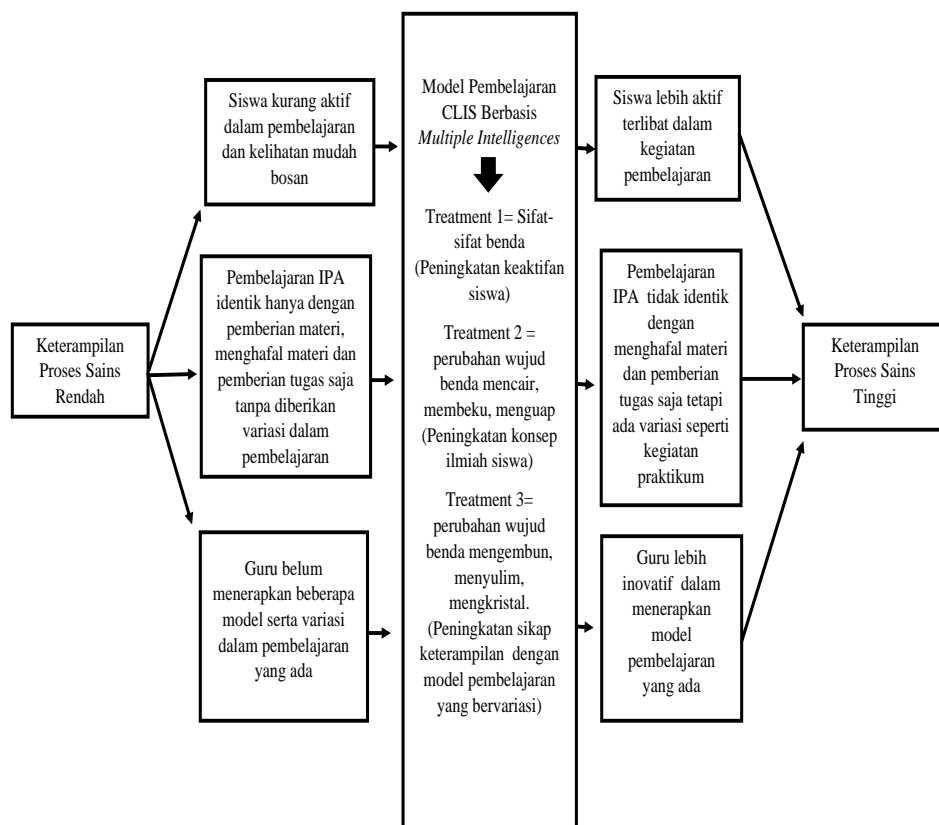 Keterampilan
Proses Sains
Rendah
Siswa kurang aktif
dalam pembelajaran
dan kelihatan mudah
bosan
Pembelajaran IPA
identik hanya dengan
pemberian materi,
menghafal materi dan
pemberian tugas saja
tanpa diberikan
variasi dalam
pembelajaran
Guru belum
menerapkan beberapa
model serta variasi
dalam pembelajaran
yang ada
Model Pembelajaran
CLIS Berbasis
Multiple Intelligences
Treatment 1= Sifat-
sifat benda
(Peningkatan keaktifan
siswa)
Treatment 2 =
perubahan wujud
benda mencair,
membeku, menguap
(Peningkatan konsep
ilmiah siswa)
Treatment 3=
perubahan wujud
benda mengembun,
menyulim,
mengkristal.
(Peningkatan sikap
keterampilan dengan
model pembelajaran
yang bervariasi)
Siswa lebih aktif
terlibat dalam
kegiatan
pembelajaran
Pembelajaran
IPA tidak identik
dengan
menghafal materi
dan pemberian
tugas saja tetapi
ada variasi seperti
kegiatan
praktikum
Guru lebih
inovatif dalam
menerapkan
model
pembelajaran
yang ada
Keterampilan
Proses Sains
Tinggi